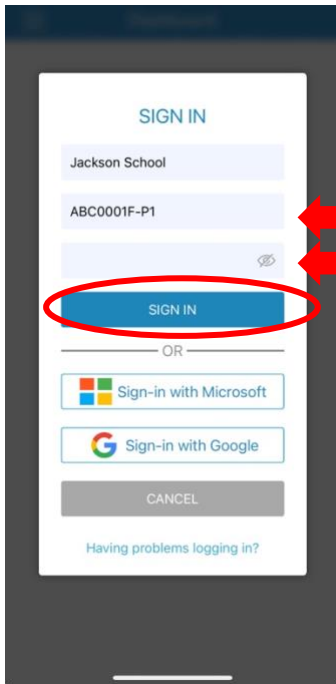 SIGN IN
Jackson School
ABC0001F-P1
SIGN IN
OR
Sign-in with Microsoft
Sign-in with Google
CANCEL
Having problems logging in?